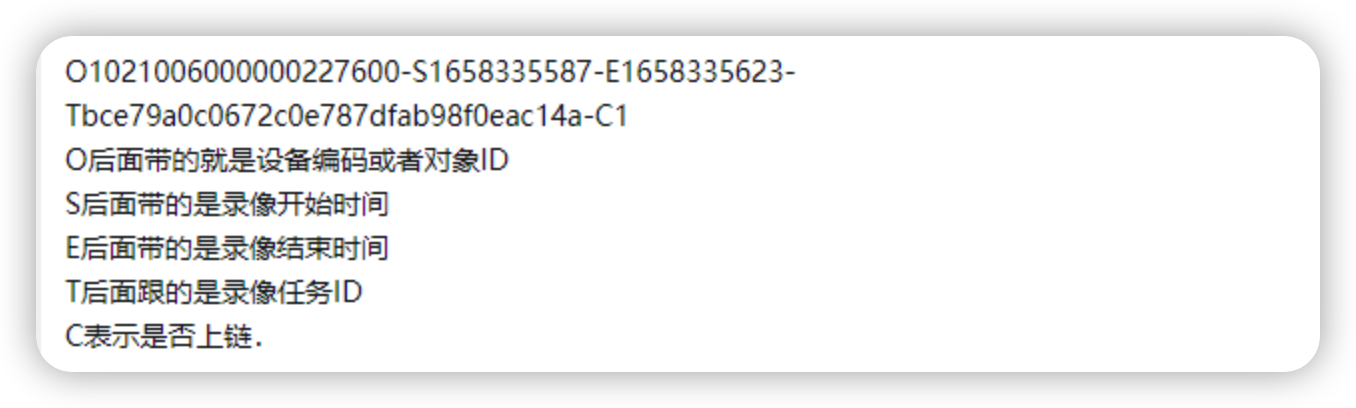 O1021006000000227600-S1658335587-E1658335623-
Tbce79a0c0672c0e787dfab98f0eac14a-C1
O后面带的就是设备编码或者对象ID
S后面带的是录像开始时间
E后面带的是录像结束时间
T后面跟的是录像任务ID
C表示是否上链.